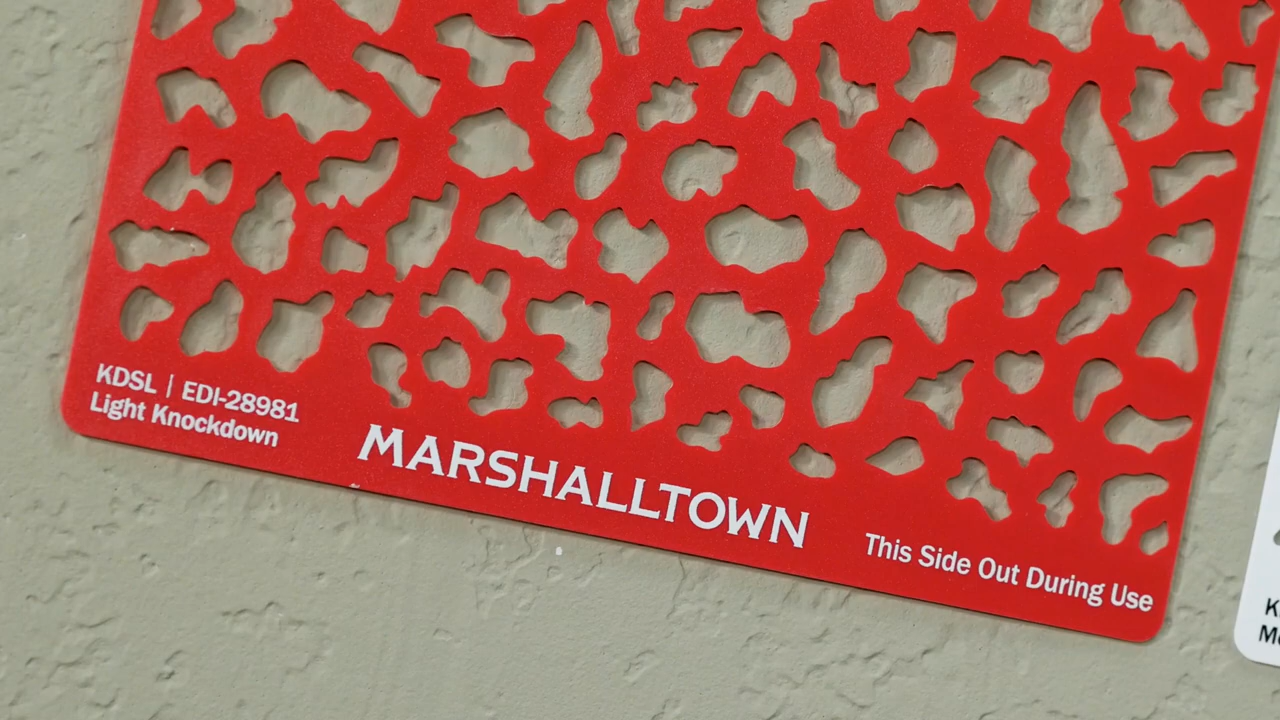 KDSL | EDI-28981
Light Knockdown
MARSHALLTOWN
This Side Out During Use